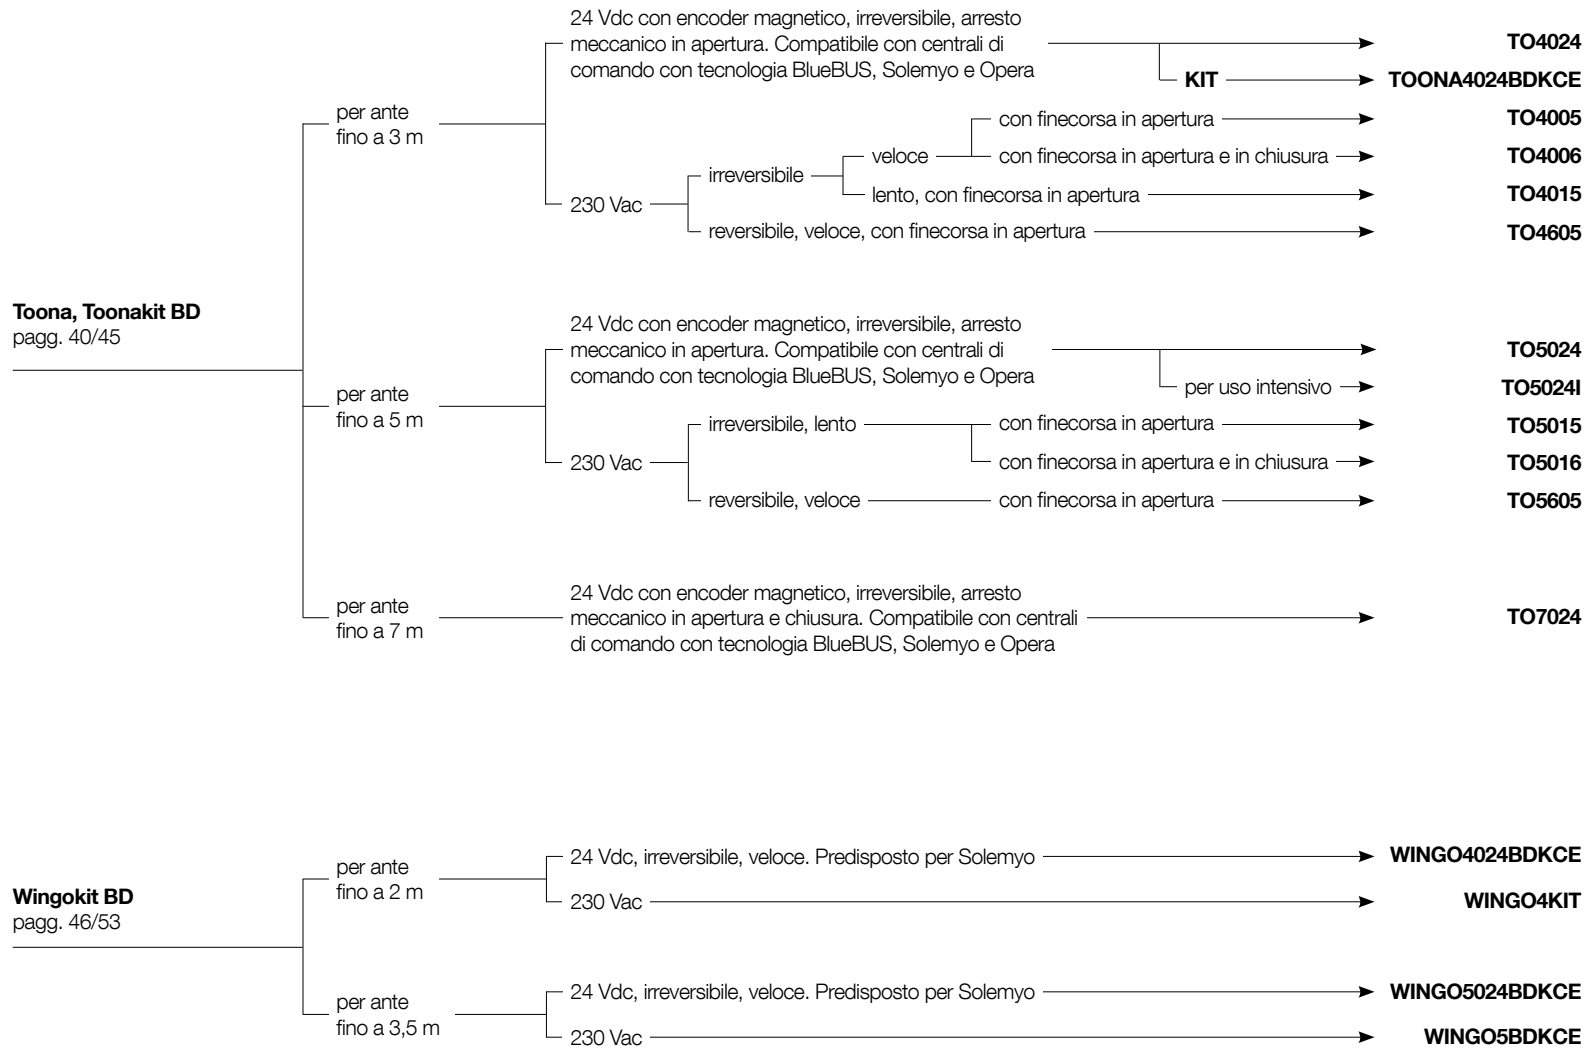 Toona, Toonakit BD
pagg. 40/45
per ante
fino a 3 m
24 Vdc con encoder magnetico, irreversibile, arresto
meccanico in apertura. Compatibile con centrali di
comando con tecnologia BlueBUS, Solemyo e Opera
TO4024
KIT
TOONA4024BDKCE
230 Vac
irreversibile
veloce
con finecorsa in apertura
TO4005
con finecorsa in apertura e in chiusura
TO4006
lento, con finecorsa in apertura
TO4015
reversibile, veloce, con finecorsa in apertura
TO4605
per ante
fino a 5 m
24 Vdc con encoder magnetico, irreversibile, arresto
meccanico in apertura. Compatibile con centrali di
comando con tecnologia BlueBUS, Solemyo e Opera
TO5024
per uso intensivo
TO5024I
230 Vac
irreversibile, lento
con finecorsa in apertura
TO5015
con finecorsa in apertura e in chiusura
TO5016
reversibile, veloce
con finecorsa in apertura
TO5605
per ante
fino a 7 m
24 Vdc con encoder magnetico, irreversibile, arresto
meccanico in apertura e chiusura. Compatibile con centrali
di comando con tecnologia BlueBUS, Solemyo e Opera
TO7024
Wingokit BD
pagg. 46/53
per ante
fino a 2 m
24 Vdc, irreversibile, veloce. Predisposto per Solemyo
WINGO4024BDKCE
230 Vac
WINGO4KIT
per ante
fino a 3,5 m
24 Vdc, irreversibile, veloce. Predisposto per Solemyo
WINGO5024BDKCE
230 Vac
WINGO5BDKCE